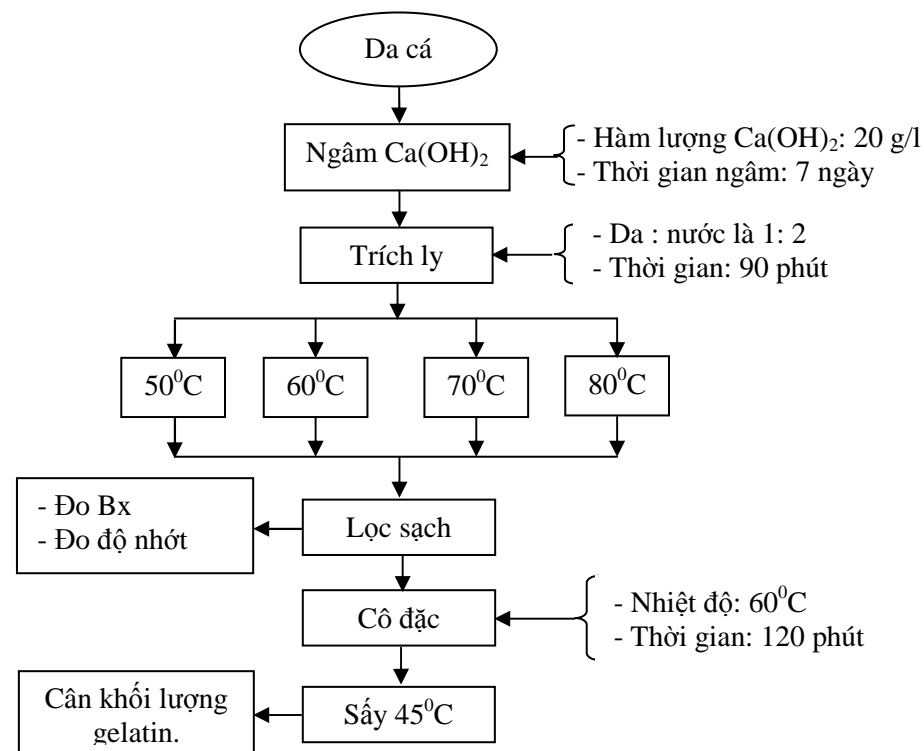 Da cá
Ngâm Ca(OH)₂
- Hàm lượng Ca(OH)₂: 20 g/l
- Thời gian ngâm: 7 ngày
Trích ly
- Da : nước là 1: 2
- Thời gian: 90 phút
50⁰C
60⁰C
70⁰C
80⁰C
- Đo Bx
- Đo độ nhớt
Lọc sạch
Cô đặc
- Nhiệt độ: 60⁰C
- Thời gian: 120 phút
Cân khối lượng
gelatin.
Sấy 45⁰C